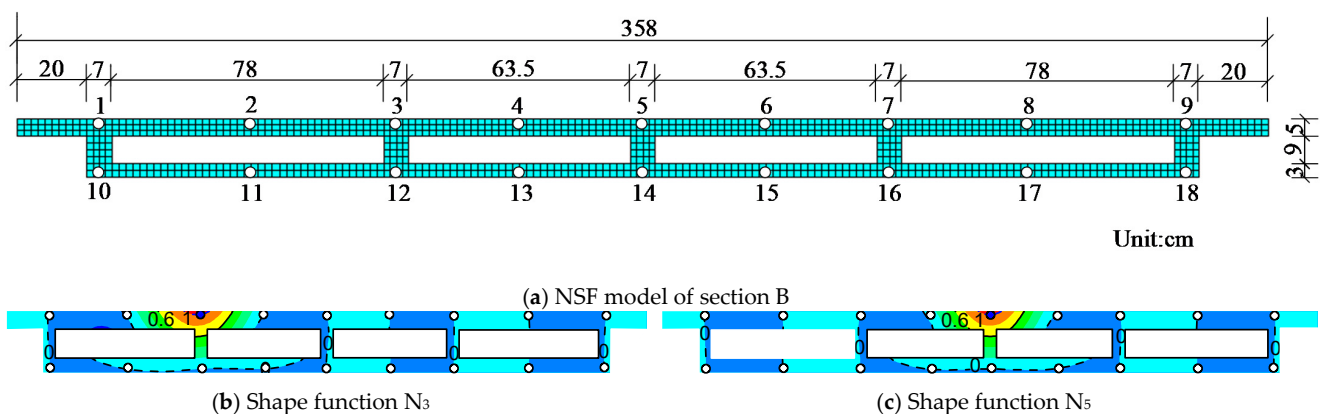 358
20 7 78 7 63.5 7 63.5 7 78 7 20
1 2 3 4 5 6 7 8 9
5
9
3
10 11 12 13 14 15 16 17 18
Unit:cm
(a) NSF model of section B
0.6 1 0.6 1
0 0 0 0 0 0 0 0
0
(b) Shape function N3 (c) Shape function N5